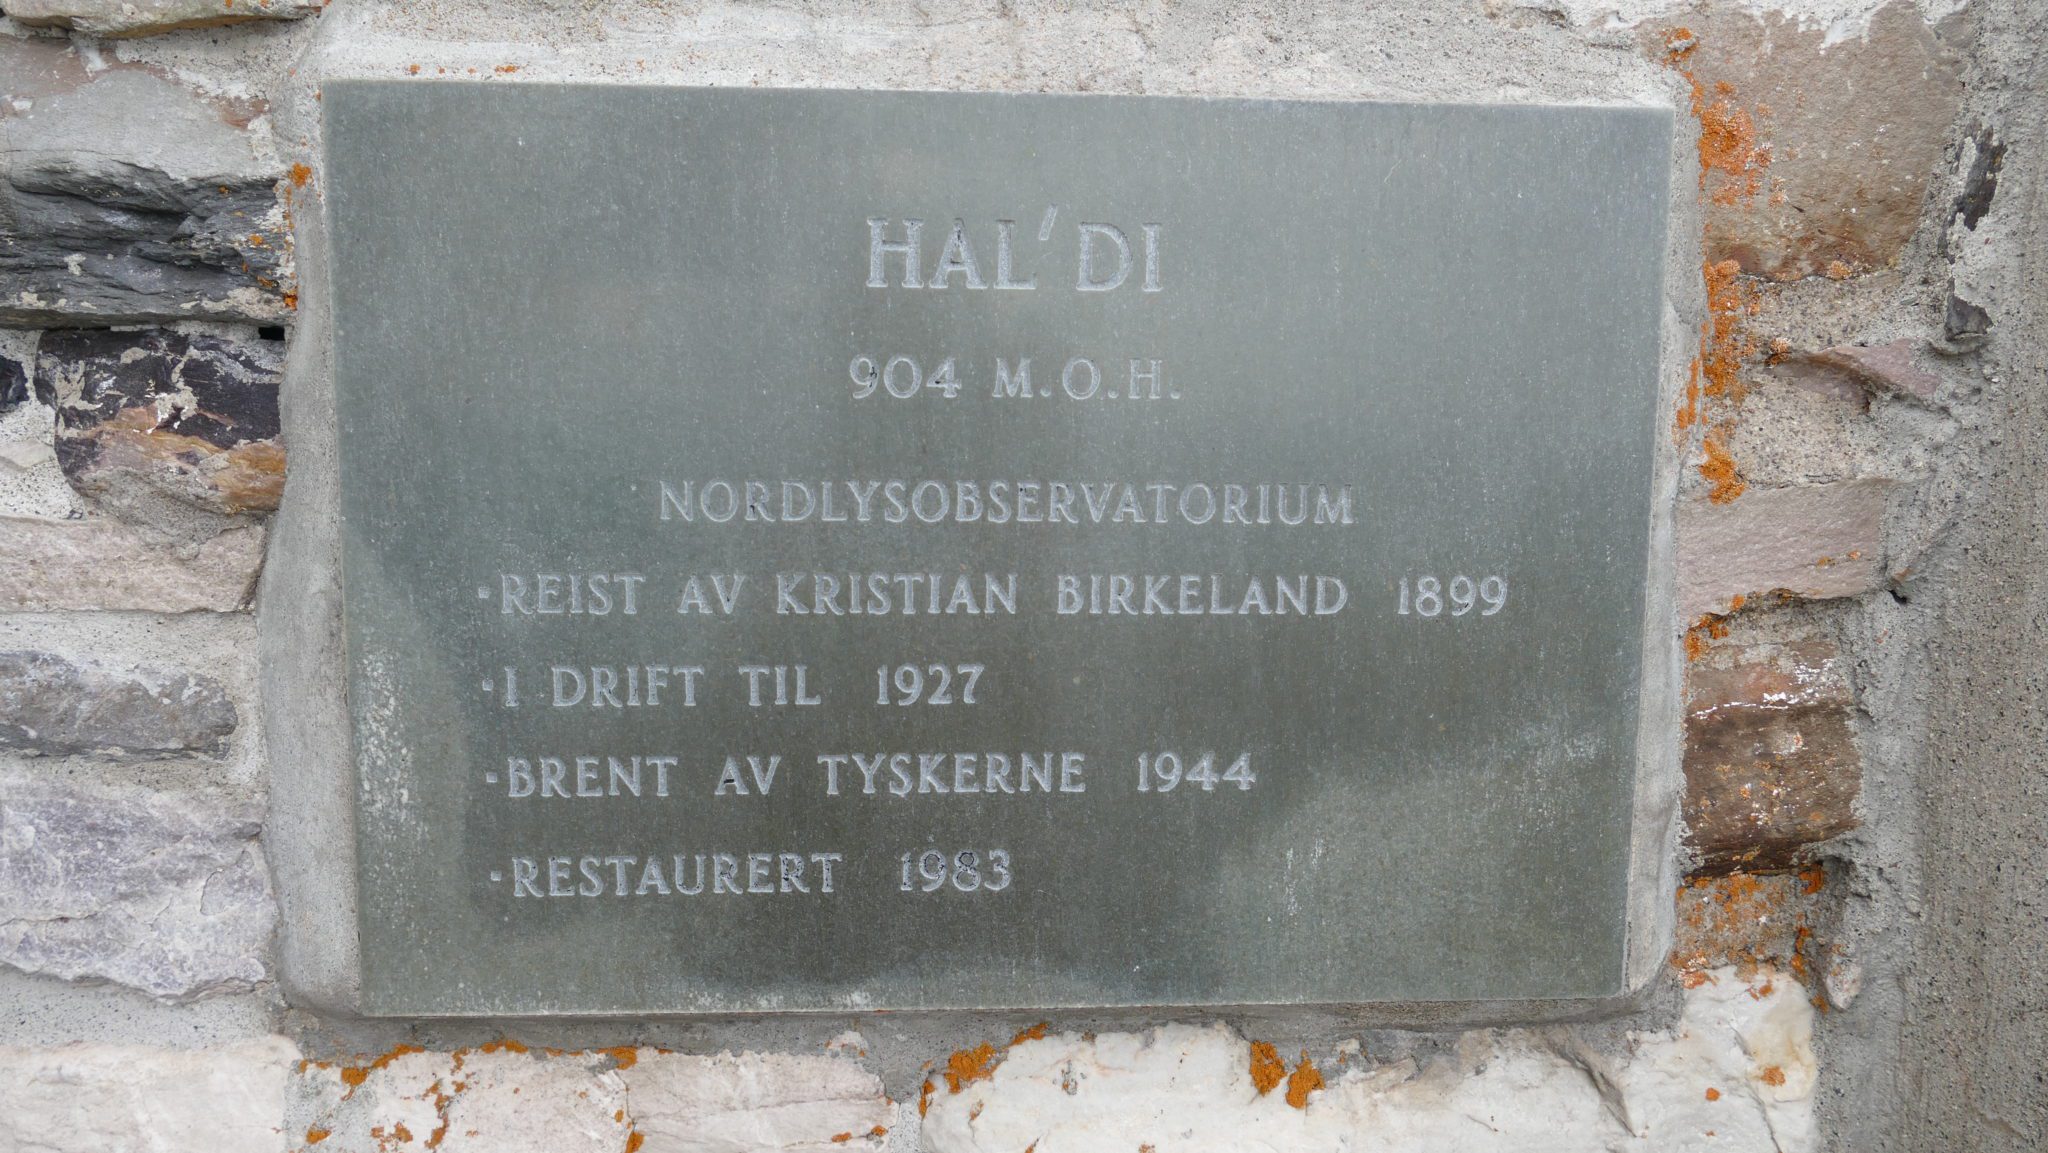 HAL'DI
904 M.O.H.
NORDLYSOBSERVATORIUM
·REIST AV KRISTIAN BIRKELAND 1899
·I DRIFT TIL 1927
·BRENT AV TYSKERNE 1944
·RESTAURERT 1983